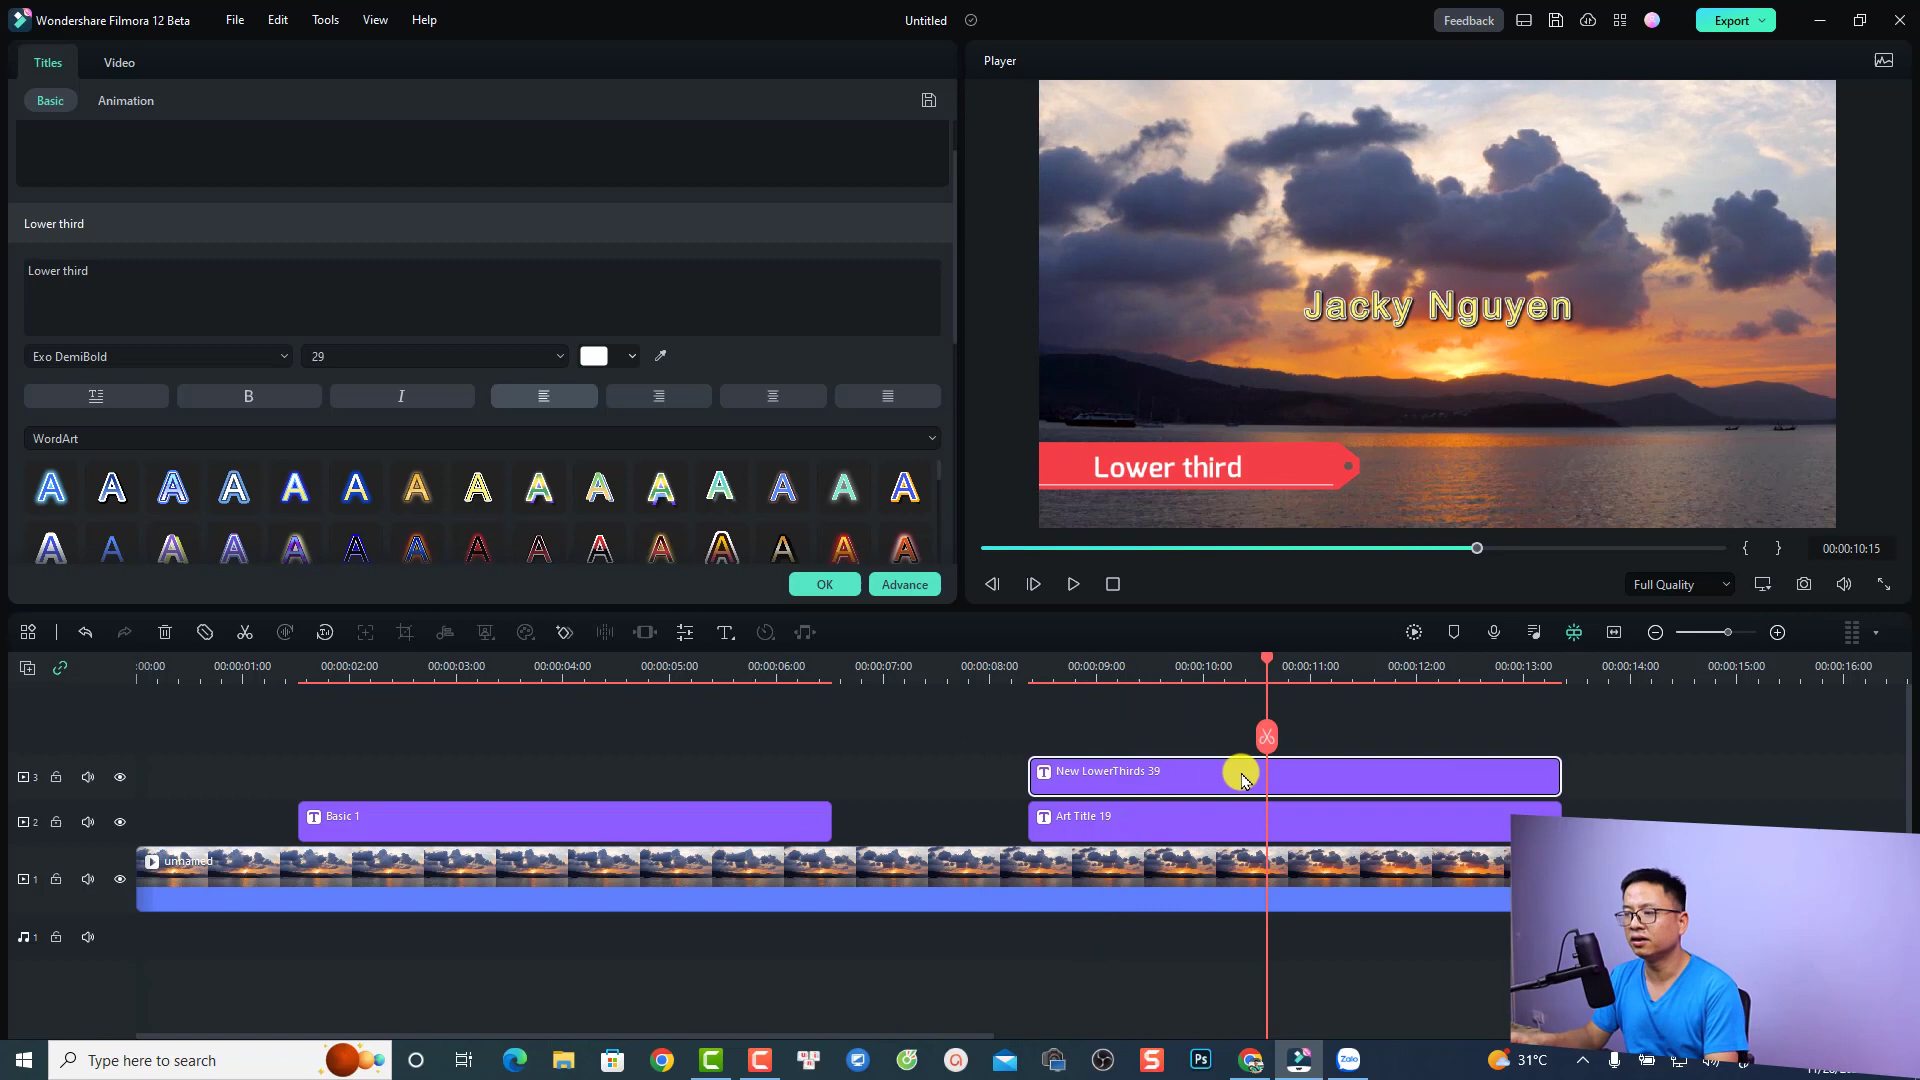 Wondershare Filmora 12 Beta
File
Edit
Tools
View
Help
Untitled
Feedback
Export
Titles
Video
Player
Basic
Animation
Lower third
Lower third
Exo DemiBold
29
B
I
WordArt
OK
Advance
Jacky Nguyen
Lower third
00:00:10:15
Full Quality
:00:00
00:00:01:00
00:00:02:00
00:00:03:00
00:00:04:00
00:00:05:00
00:00:06:00
00:00:07:00
00:00:08:00
00:00:09:00
00:00:10:00
00:00:11:00
00:00:12:00
00:00:13:00
00:00:14:00
00:00:15:00
00:00:16:00
3
New LowerThirds 39
2
Basic 1
Art Title 19
1
unnamed
1
Type here to search
Ps
Zalo
31°C